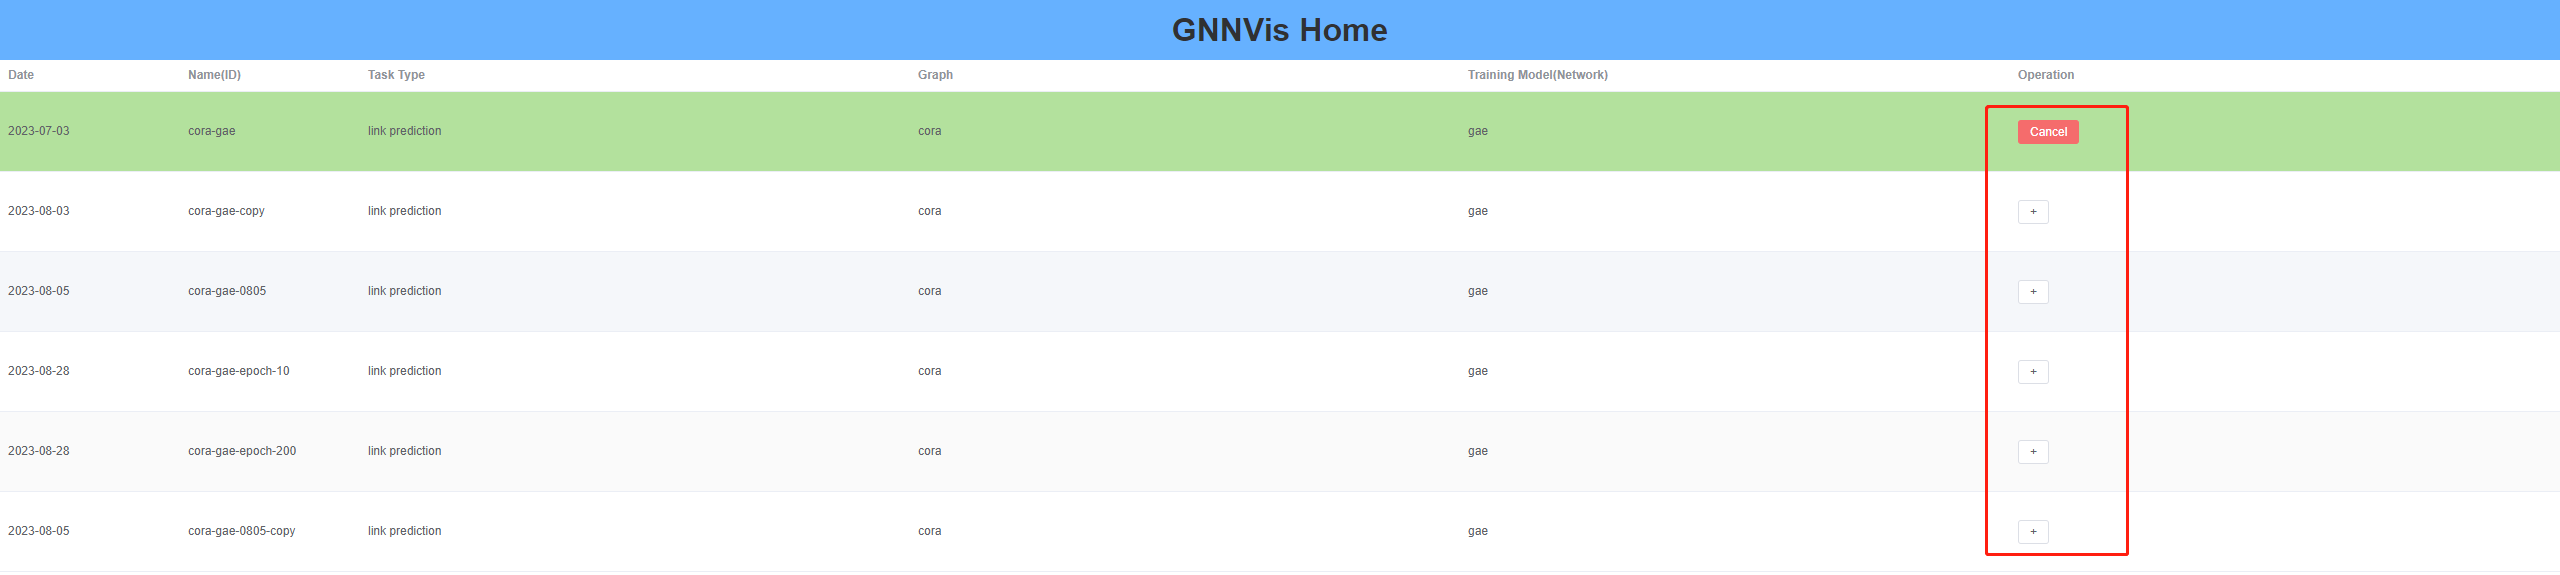 GNNVis Home
Date Name(ID) Task Type Graph Training Model(Network) Operation
2023-07-03 cora-gae link prediction cora gae Cancel
2023-08-03 cora-gae-copy link prediction cora gae +
2023-08-05 cora-gae-0805 link prediction cora gae +
2023-08-28 cora-gae-epoch-10 link prediction cora gae +
2023-08-28 cora-gae-epoch-200 link prediction cora gae +
2023-08-05 cora-gae-0805-copy link prediction cora gae +